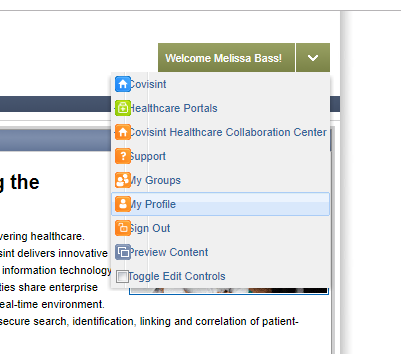 Welcome Melissa Bass!
Covisint
Healthcare Portals
Covisint Healthcare Collaboration Center
Support
My Groups
g the
My Profile
Sign Out
vering healthcare.
sint delivers innovative
Preview Content
information technology
Toggle Edit Controls
ties share enterprise
eal-time environment.
secure search, identification, linking and correlation of patient-